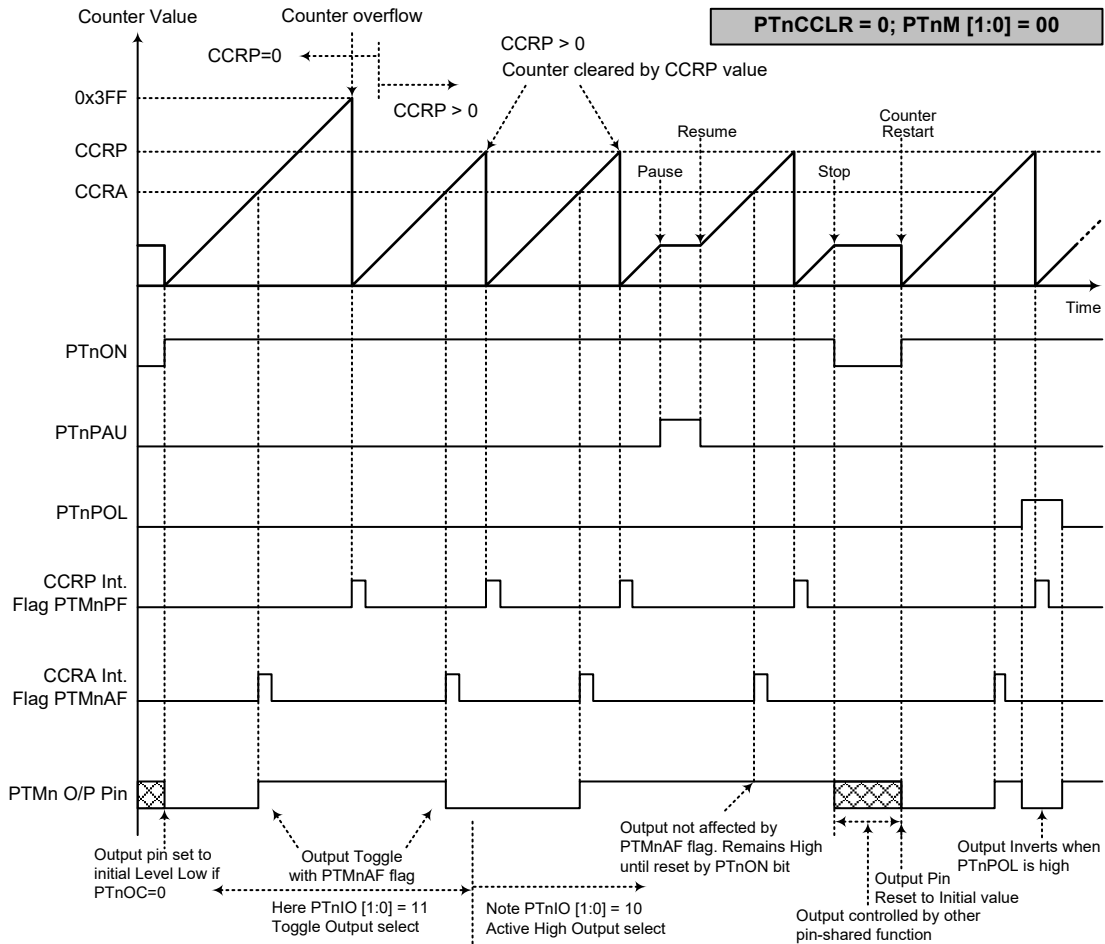 Counter Value
Counter overflow
PTnCCLR = 0; PTnM [1:0] = 00
CCRP=0
CCRP > 0
CCRP > 0
Counter cleared by CCRP value
0x3FF
CCRP
CCRA
Pause
Resume
Stop
Counter
Restart
Time
PTnON
PTnPAU
PTnPOL
CCRP Int.
Flag PTMnPF
CCRA Int.
Flag PTMnAF
PTMn O/P Pin
Output pin set to
initial Level Low if
PTnOC=0
Output Toggle
with PTMnAF flag
Here PTnIO [1:0] = 11
Toggle Output select
Note PTnIO [1:0] = 10
Active High Output select
Output not affected by
PTMnAF flag. Remains High
until reset by PTnON bit
Output Pin
Reset to Initial value
Output controlled by other
pin-shared function
Output Inverts when
PTnPOL is high